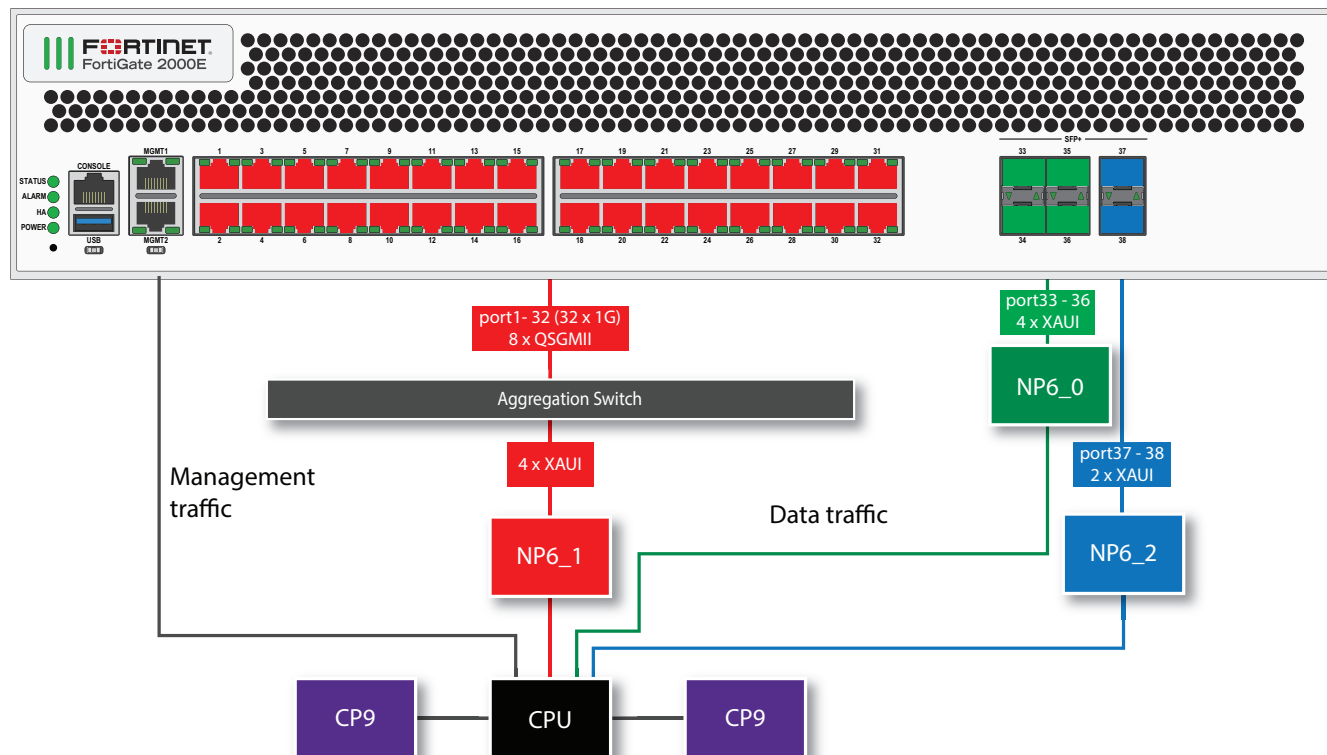 FORTINET
FortiGate 2000E
STATUS
ALARM
HA
POWER
CONSOLE
USB
MGMT1
MGMT2
1 3 5 7 9 11 13 15
2 4 6 8 10 12 14 16
17 19 21 23 25 27 29 31
18 20 22 24 26 28 30 32
SFP+
33 35 37
34 36 38
port1- 32 (32 x 1G)
8 x QSGMII
port33 - 36
4 x XAUI
NP6_0
Aggregation Switch
4 x XAUI
port37 - 38
2 x XAUI
Management
traffic
Data traffic
NP6_1
NP6_2
CP9
CPU
CP9